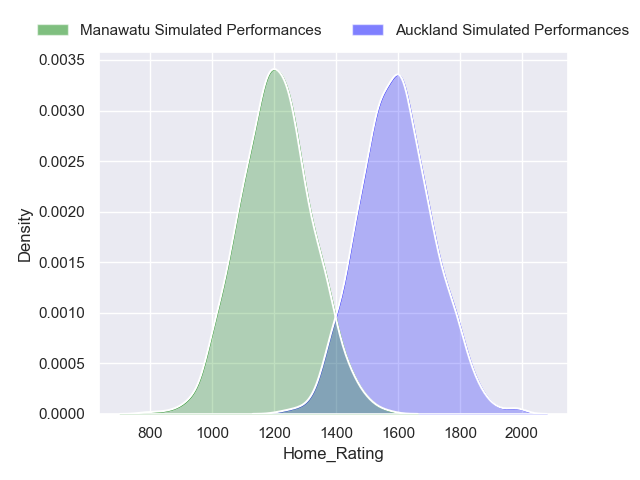 Manawatu Simulated Performances Auckland Simulated Performances
0.0035
0.0030
0.0025
0.0020
0.0015
0.0010
0.0005
0.0000
Density
800 1000 1200 1400 1600 1800 2000
Home_Rating